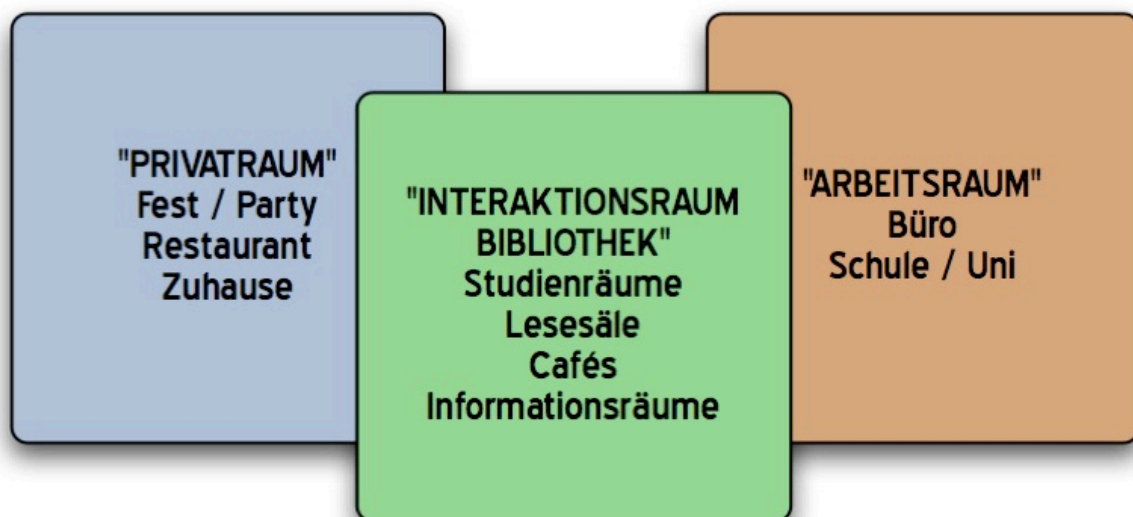 "PRIVATRAUM"
Fest / Party
Restaurant
Zuhause
"INTERAKTIONSRAUM
BIBLIOTHEK"
Studienräume
Lesesäle
Cafés
Informationsräume
"ARBEITSRAUM"
Büro
Schule / Uni